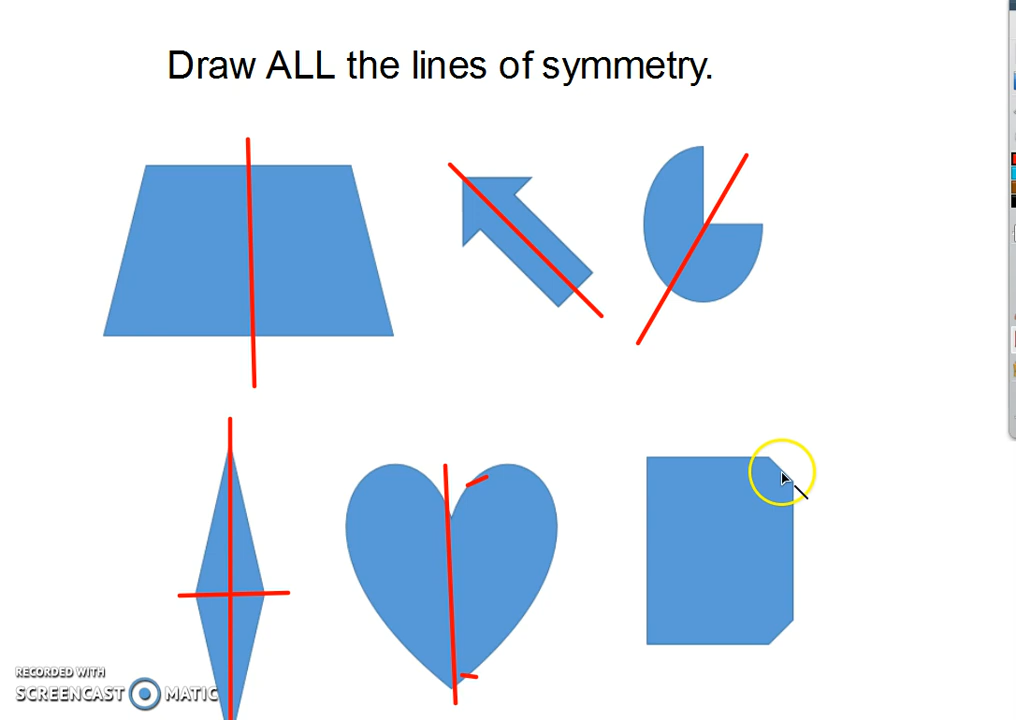 Draw ALL the lines of symmetry.
RECORDED WITH
SCREENCAST MATIC